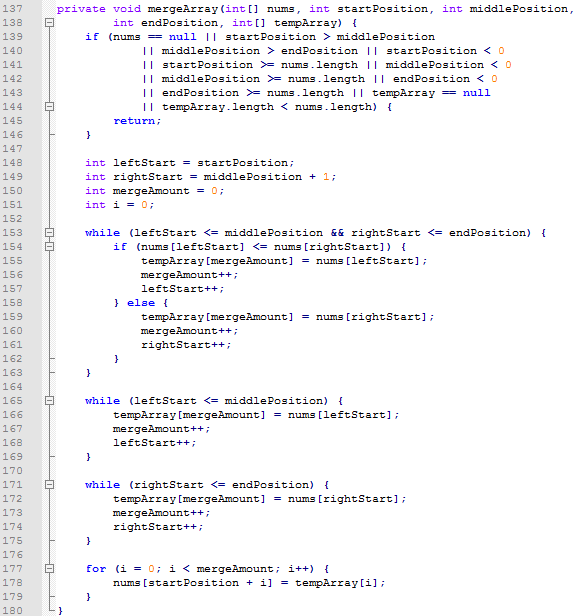 137 private void mergeArray(int[] nums, int startPosition, int middlePosition,
138 int endPosition, int[] tempArray) {
139 if (nums == null || startPosition > middlePosition
140 || middlePosition > endPosition || startPosition < 0
141 || startPosition >= nums.length || middlePosition < 0
142 || middlePosition >= nums.length || endPosition < 0
143 || endPosition >= nums.length || tempArray == null
144 || tempArray.length < nums.length) {
145 return;
146 }
147
148 int leftStart = startPosition;
149 int rightStart = middlePosition + 1;
150 int mergeAmount = 0;
151 int i = 0;
152
153 while (leftStart <= middlePosition && rightStart <= endPosition) {
154 if (nums[leftStart] <= nums[rightStart]) {
155 tempArray[mergeAmount] = nums[leftStart];
156 mergeAmount++;
157 leftStart++;
158 } else {
159 tempArray[mergeAmount] = nums[rightStart];
160 mergeAmount++;
161 rightStart++;
162 }
163 }
164
165 while (leftStart <= middlePosition) {
166 tempArray[mergeAmount] = nums[leftStart];
167 mergeAmount++;
168 leftStart++;
169 }
170
171 while (rightStart <= endPosition) {
172 tempArray[mergeAmount] = nums[rightStart];
173 mergeAmount++;
174 rightStart++;
175 }
176
177 for (i = 0; i < mergeAmount; i++) {
178 nums[startPosition + i] = tempArray[i];
179 }
180 }